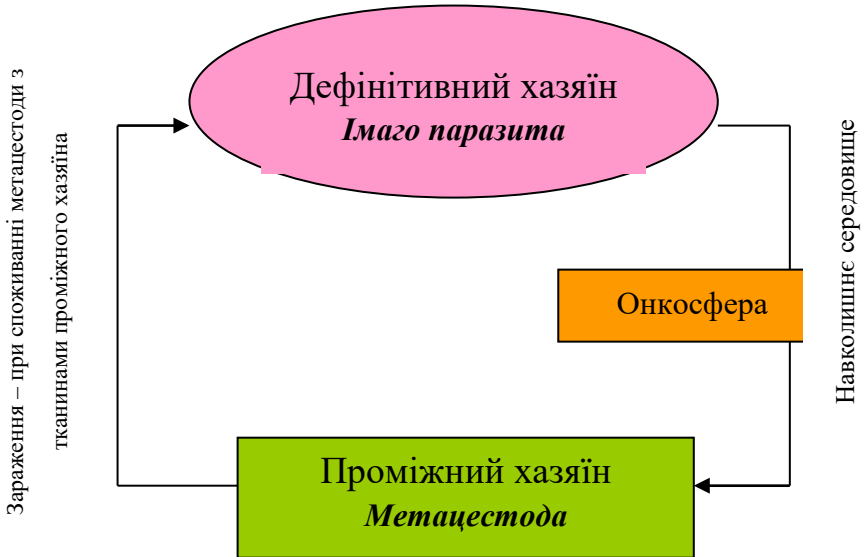 Дефінітивний хазяїн
Імаго паразита
Зараження – при споживанні метацестоди з
тканинами проміжного хазяїна
Навколишнє середовище
Онкосфера
Проміжний хазяїн
Метацестода